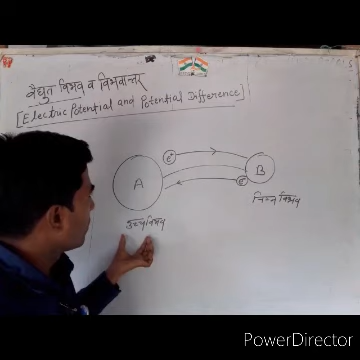 वैद्युत विभव व विभवान्तर
[Electric Potential and Potential Difference]
e⁺
A
B
e⁻
उच्च विभव
निम्न विभव
PowerDirector